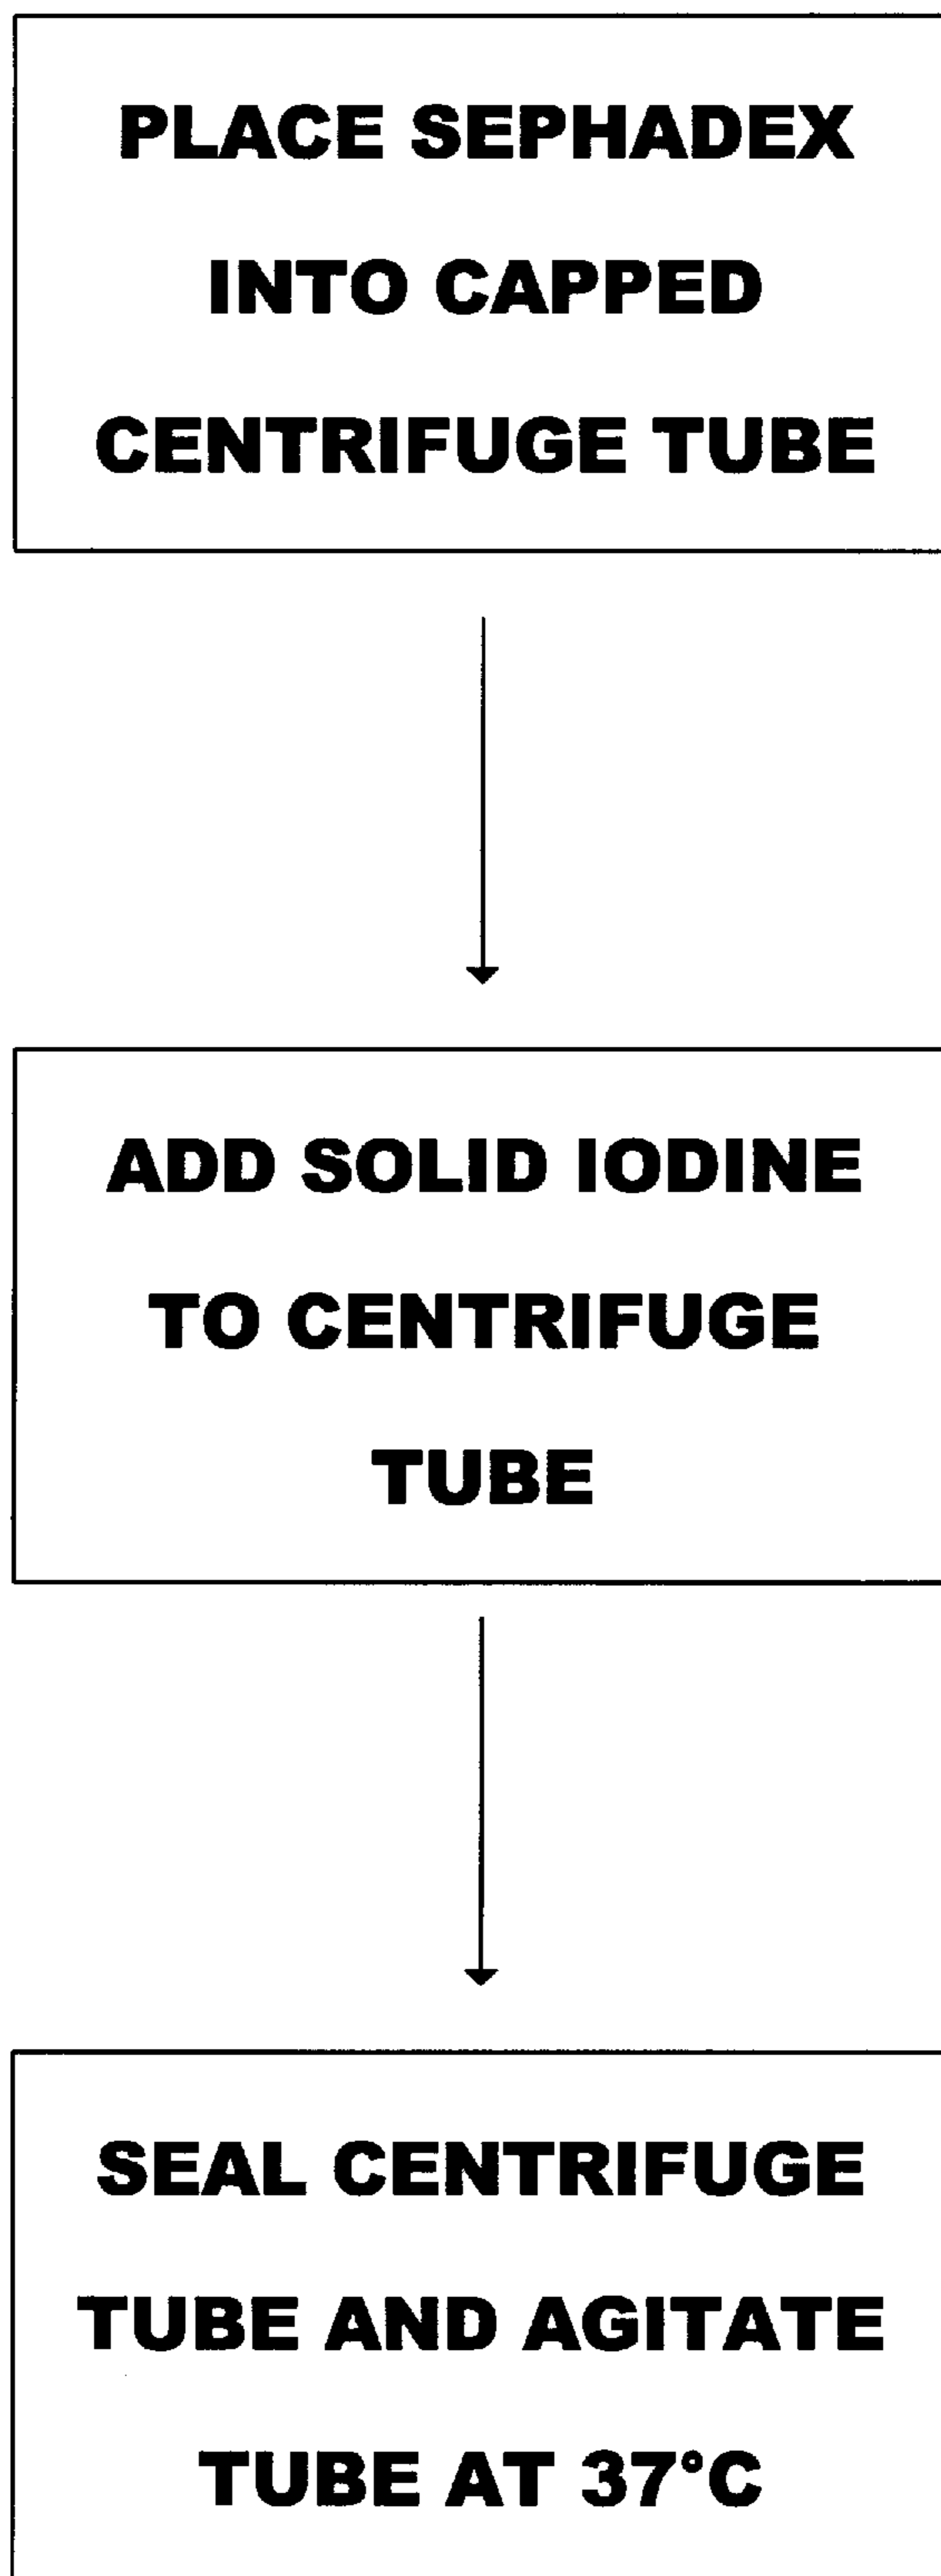 PLACE SEPHADEX
INTO CAPPED
CENTRIFUGE TUBE
ADD SOLID IODINE
TO CENTRIFUGE
TUBE
SEAL CENTRIFUGE
TUBE AND AGITATE
TUBE AT 37°C